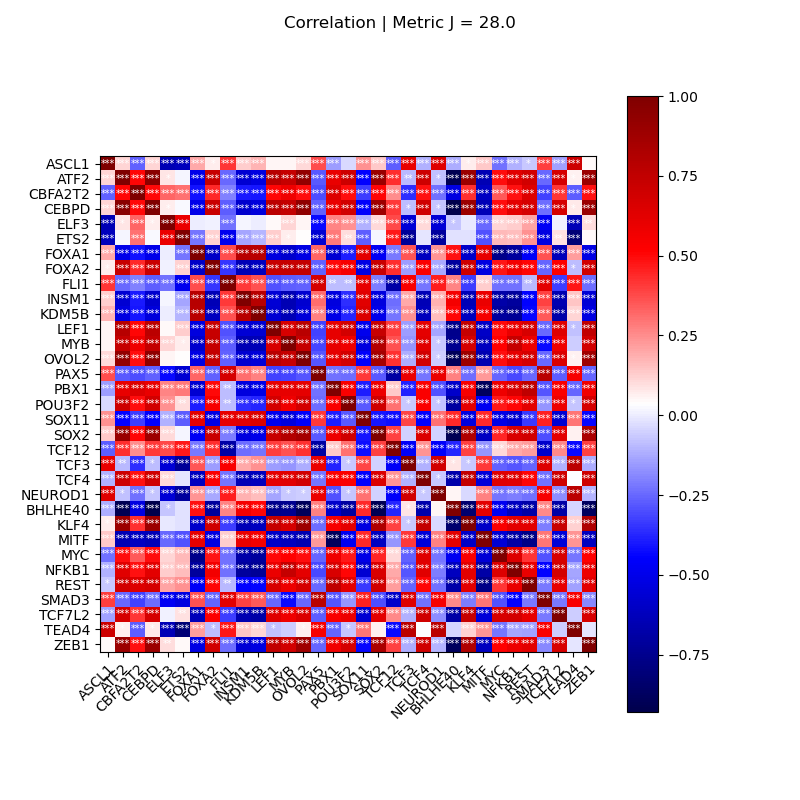 Correlation | Metric J = 28.0
ASCL1
ATF2
CBFA2T2
CEBPD
ELF3
ETS2
FOXA1
FOXA2
FLI1
INSM1
KDM5B
LEF1
MYB
OVOL2
PAX5
PBX1
POU3F2
SOX11
SOX2
TCF12
TCF3
TCF4
NEUROD1
BHLHE40
KLF4
MITF
MYC
NFKB1
REST
SMAD3
TCF7L2
TEAD4
ZEB1
ASCL1
ATF2
CBFA2T2
CEBPD
ELF3
ETS2
FOXA1
FOXA2
FLI1
INSM1
KDM5B
LEF1
MYB
OVOL2
PAX5
PBX1
POU3F2
SOX11
SOX2
TCF12
TCF3
TCF4
NEUROD1
BHLHE40
KLF4
MITF
MYC
NFKB1
REST
SMAD3
TCF7L2
TEAD4
ZEB1
1.00
0.75
0.50
0.25
0.00
−0.25
−0.50
−0.75